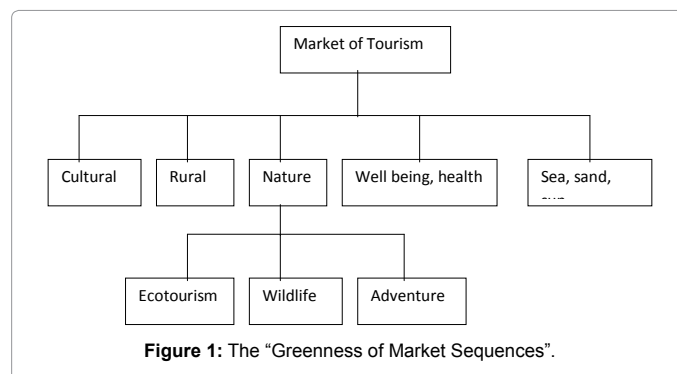 Market of Tourism
Cultural
Rural
Nature
Well being, health
Sea, sand,
Ecotourism
Wildlife
Adventure
Figure 1: The “Greenness of Market Sequences”.